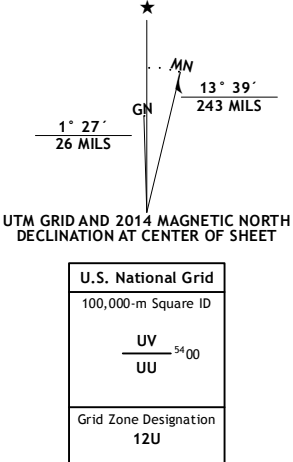 ★
MN
GN
13° 39´
243 MILS
1° 27´
26 MILS
UTM GRID AND 2014 MAGNETIC NORTH
DECLINATION AT CENTER OF SHEET
U.S. National Grid
100,000-m Square ID
UV
5400
UU
Grid Zone Designation
12U